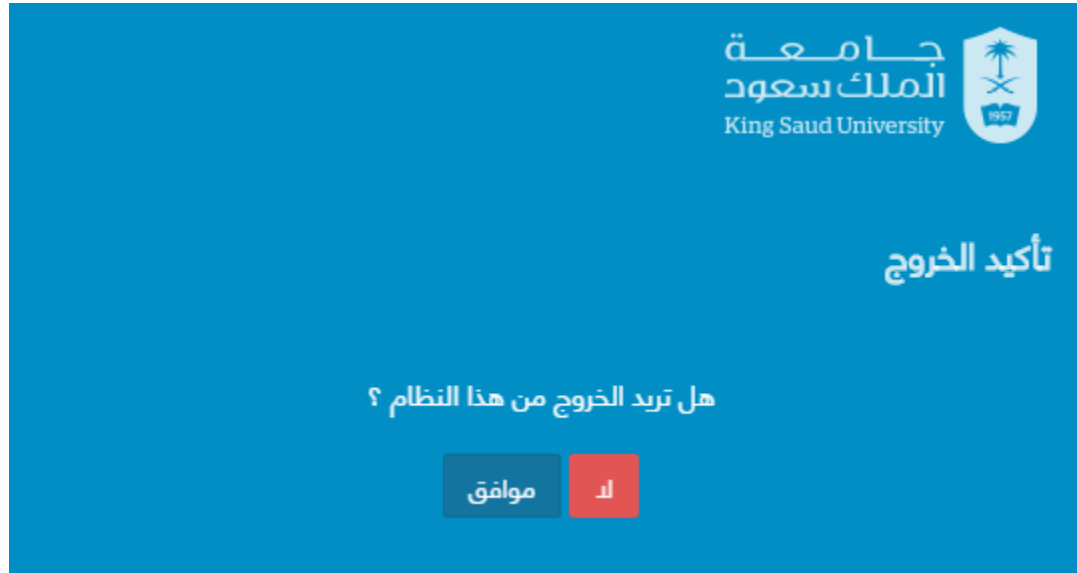 جامعة
الملك سعود
King Saud University
1957
تأكيد الخروج
هل تريد الخروج من هذا النظام ؟
لا
موافق